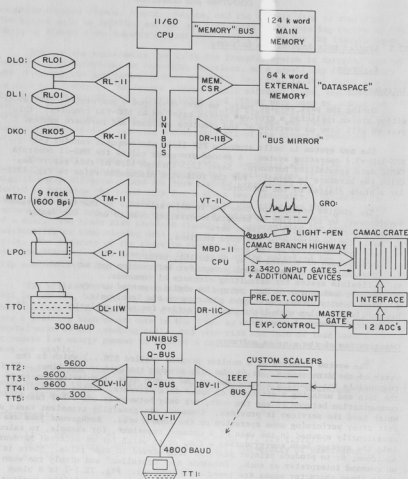 11/60
CPU
"MEMORY" BUS
124 k word
MAIN
MEMORY
DL0:
RL01
RL-11
DL1:
RL01
MEM.
CSR
64 k word
EXTERNAL
MEMORY
"DATASPACE"
UNIBUS
DK0:
RK05
RK-11
DR-11B
"BUS MIRROR"
MT0:
9 track
1600 Bpi
TM-11
VT-11
GR0:
LIGHT-PEN
LP0:
LP-11
MBD-11
CPU
CAMAC CRATE
CAMAC BRANCH HIGHWAY
12 3420 INPUT GATES
+ ADDITIONAL DEVICES
TT0:
DL-11W
300 BAUD
DR-11C
PRE. DET. COUNT
EXP. CONTROL
MASTER
GATE
INTERFACE
12 ADC's
UNIBUS
TO
Q-BUS
TT2:
9600
TT3:
9600
TT4:
9600
TT5:
300
DLV-11J
Q-BUS
IBV-11
IEEE
BUS
CUSTOM SCALERS
DLV-11
4800 BAUD
TT1: